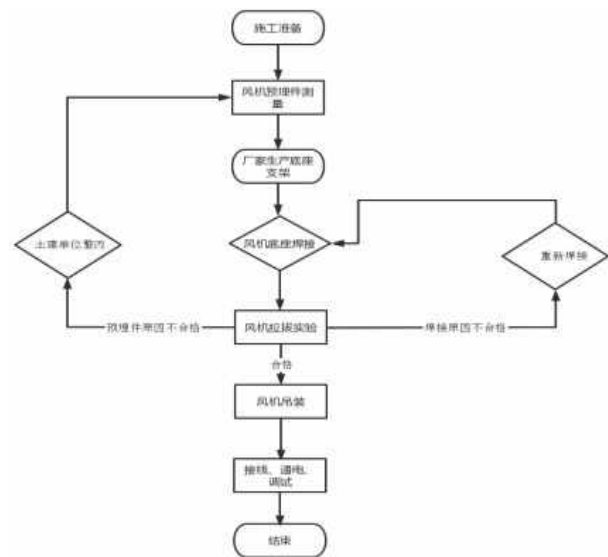 施工准备
风机预埋件测
量
厂家生产底座
支架
土建单位整改
风机底座焊接
重新焊接
预埋件原因不合格
风机拉拔实验
焊接原因不合格
合格
风机吊装
接线、通电、
调试
结束